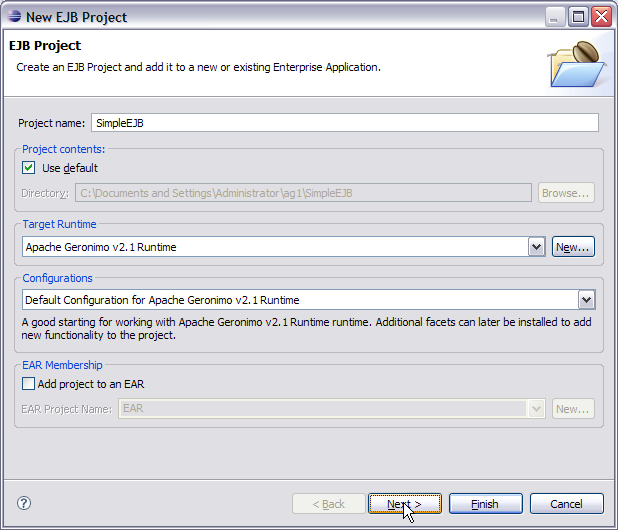 New EJB Project
EJB Project
Create an EJB Project and add it to a new or existing Enterprise Application.
Project name: SimpleEJB
Project contents:
Use default
Directory: C:\Documents and Settings\Administrator\ag1\SimpleEJB Browse...
Target Runtime
Apache Geronimo v2.1 Runtime New...
Configurations
Default Configuration for Apache Geronimo v2.1 Runtime
A good starting for working with Apache Geronimo v2.1 Runtime runtime. Additional facets can later be installed to add
new functionality to the project.
EAR Membership
Add project to an EAR
EAR Project Name: EAR New...
? < Back Next > Finish Cancel